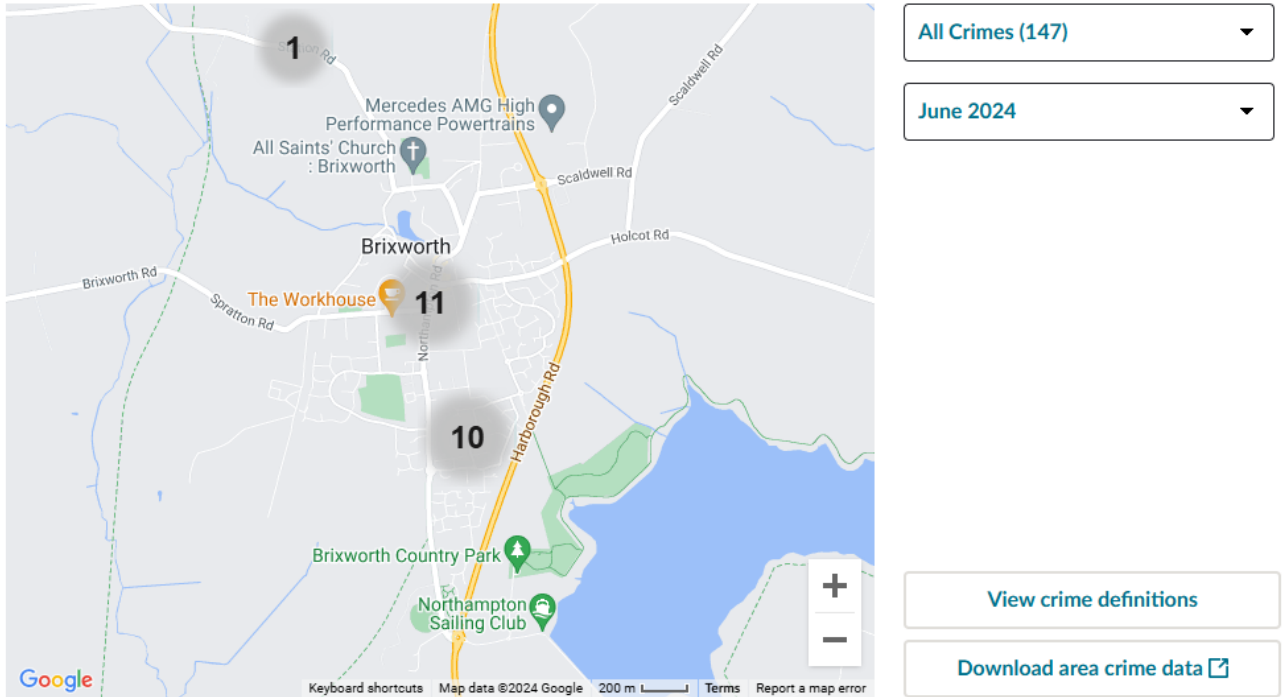 1
Station Rd
Scaldwell Rd
Mercedes AMG High
Performance Powertrains
All Saints' Church
: Brixworth
Scaldwell Rd
Brixworth
Holcot Rd
Brixworth Rd
The Workhouse
11
Spratton Rd
Harborough Rd
10
Brixworth Country Park
Northampton
Sailing Club
+
−
Google
Keyboard shortcuts
Map data ©2024 Google
200 m
Terms
Report a map error
All Crimes (147)
June 2024
View crime definitions
Download area crime data